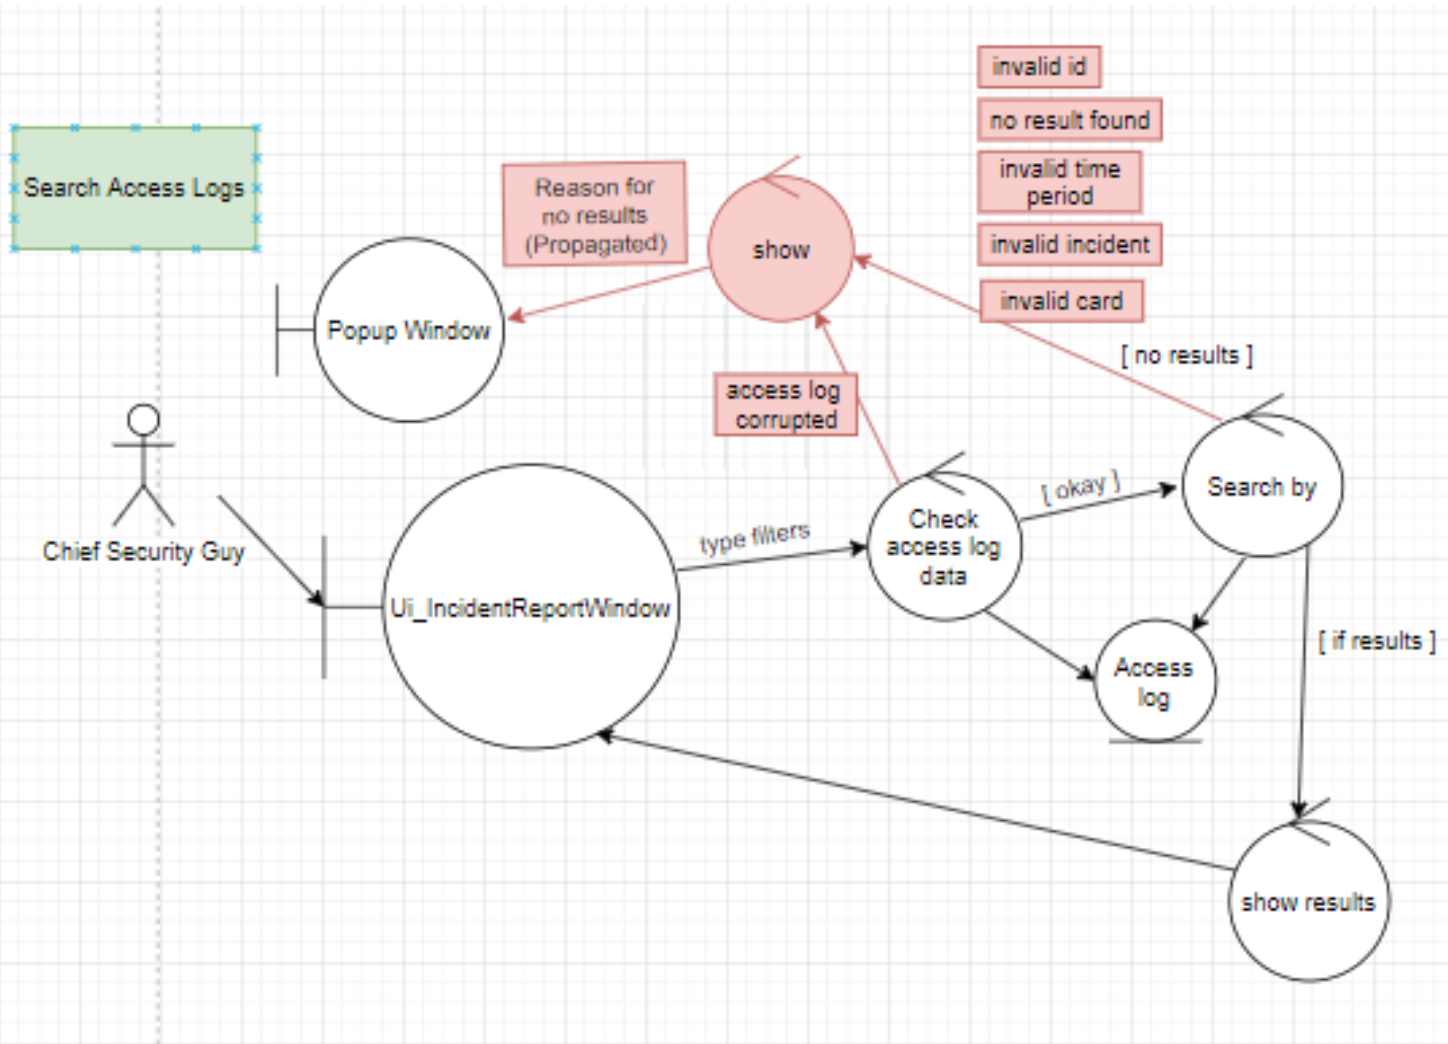 invalid id
no result found
invalid time
period
invalid incident
invalid card
Search Access Logs
Reason for
no results
(Propagated)
show
Popup Window
[ no results ]
access log
corrupted
Chief Security Guy
Ui_IncidentReportWindow
type filters
Check
access log
data
[ okay ]
Search by
Access
log
[ if results ]
show results